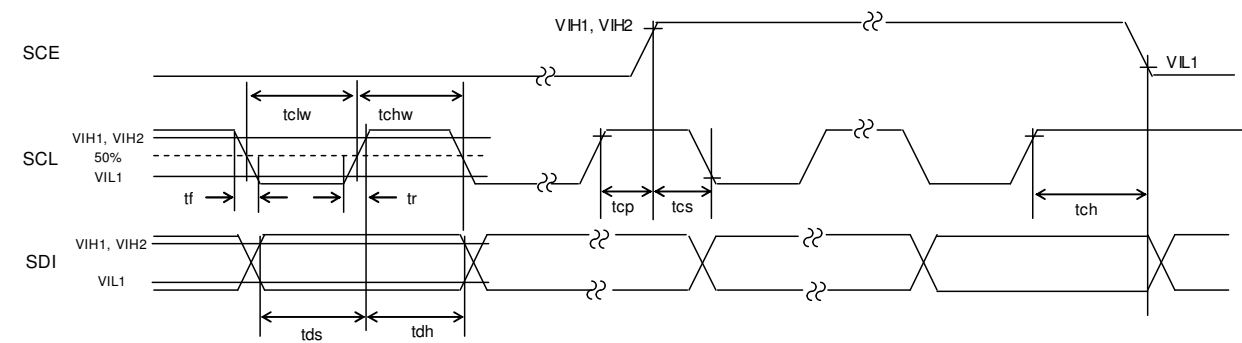 VIH1, VIH2
SCE
VIL1
tclw
tchw
VIH1, VIH2
SCL
50%
VIL1
tf
tr
tcp
tcs
tch
VIH1, VIH2
SDI
VIL1
tds
tdh